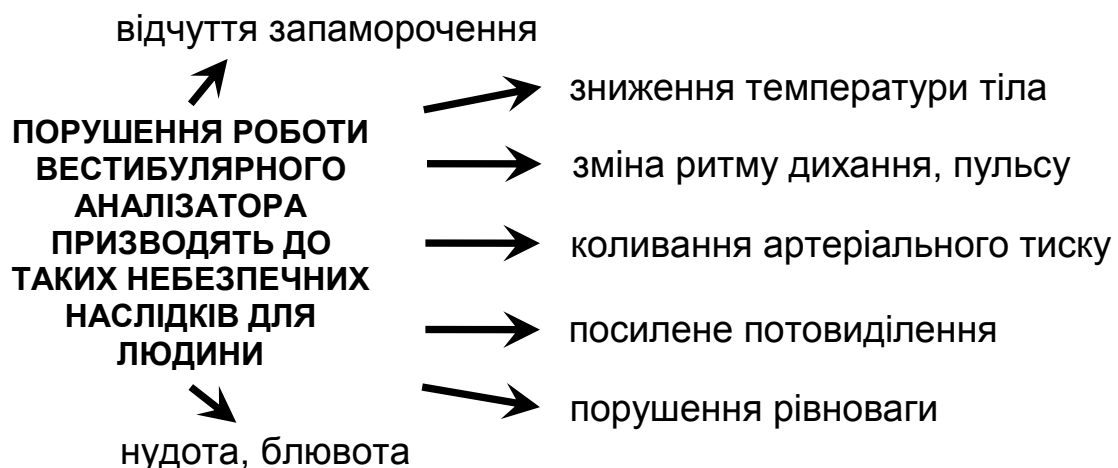 відчуття запаморочення
ПОРУШЕННЯ РОБОТИ
ВЕСТИБУЛЯРНОГО
АНАЛІЗАТОРА
ПРИЗВОДЯТЬ ДО
ТАКИХ НЕБЕЗПЕЧНИХ
НАСЛІДКІВ ДЛЯ
ЛЮДИНИ
зниження температури тіла
зміна ритму дихання, пульсу
коливання артеріального тиску
посилене потовиділення
порушення рівноваги
нудота, блювота